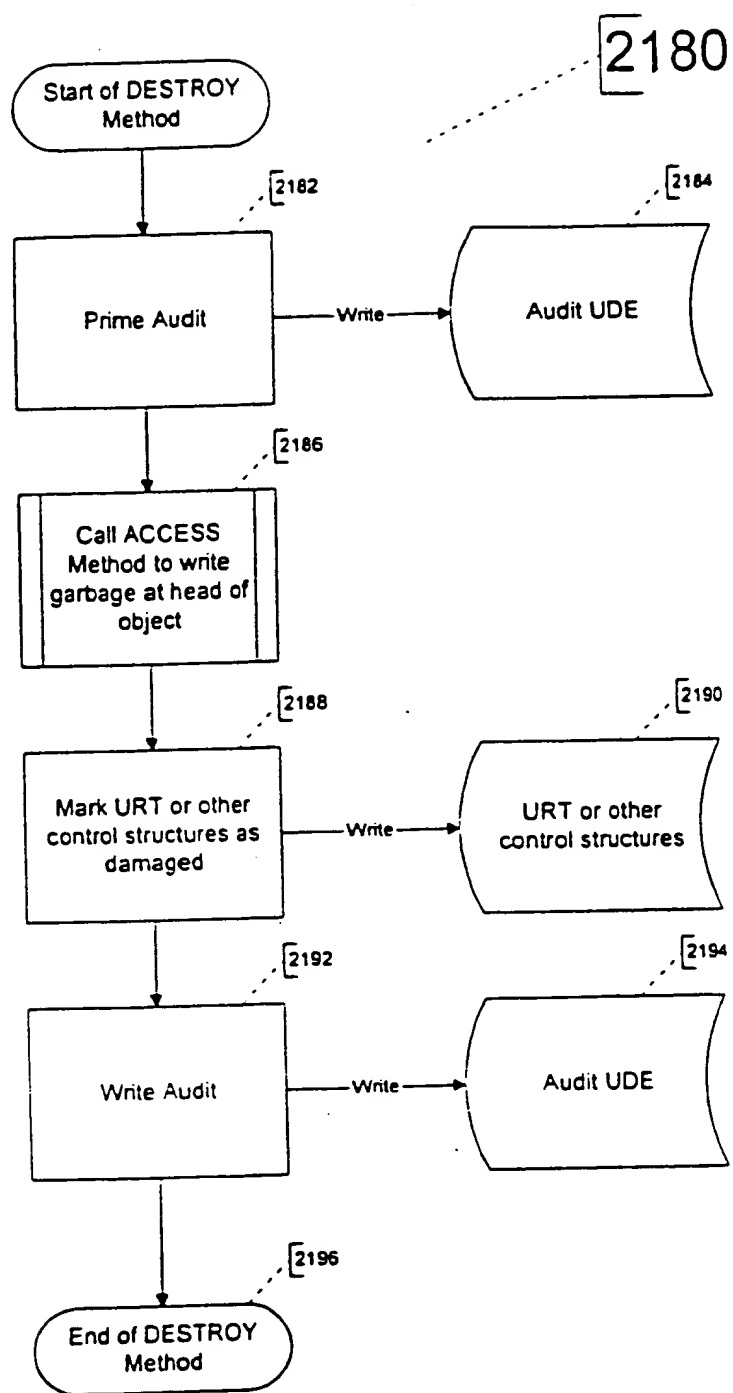 2180
Start of DESTROY
Method
2182
2184
Prime Audit
Write
Audit UDE
2186
Call ACCESS
Method to write
garbage at head of
object
2188
2190
Mark URT or other
control structures as
damaged
Write
URT or other
control structures
2192
2194
Write Audit
Write
Audit UDE
2196
End of DESTROY
Method